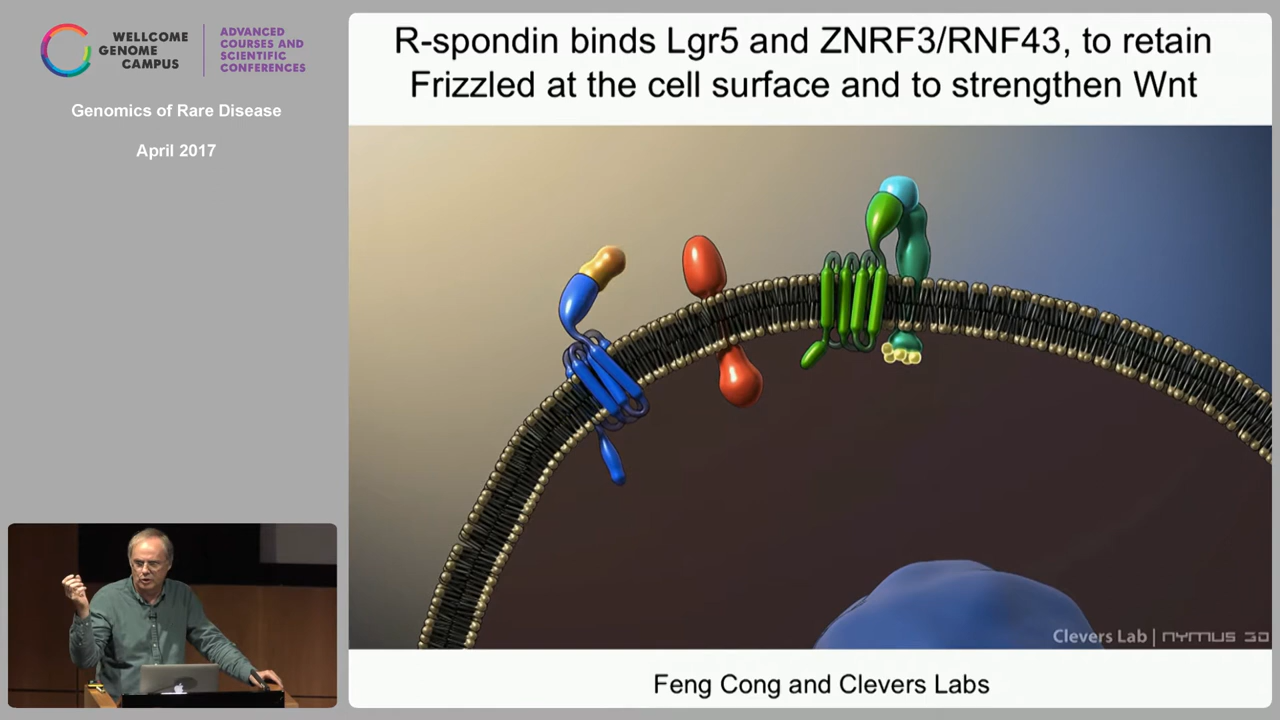 WELLCOME
GENOME
CAMPUS
ADVANCED
COURSES AND
SCIENTIFIC
CONFERENCES
Genomics of Rare Disease
April 2017
R-spondin binds Lgr5 and ZNRF3/RNF43, to retain
Frizzled at the cell surface and to strengthen Wnt
Clevers Lab | NYMUS 3D
Feng Cong and Clevers Labs